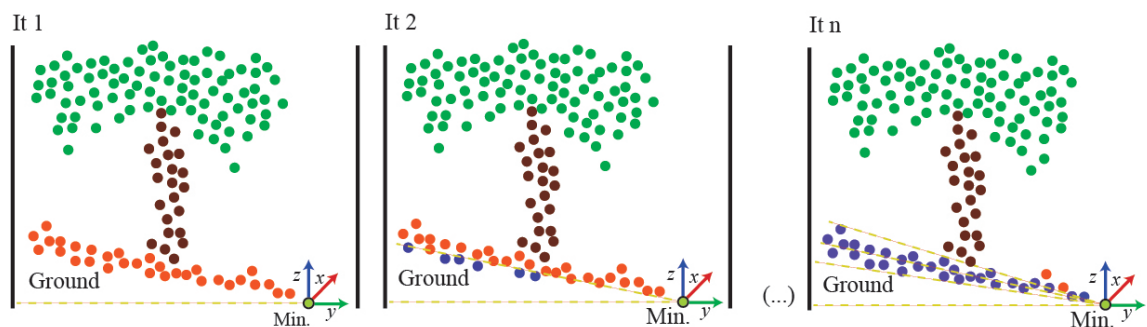 It 1
Ground
z
x
y
Min.
It 2
Ground
z
x
y
Min.
(...)
It n
Ground
z
x
y
Min.